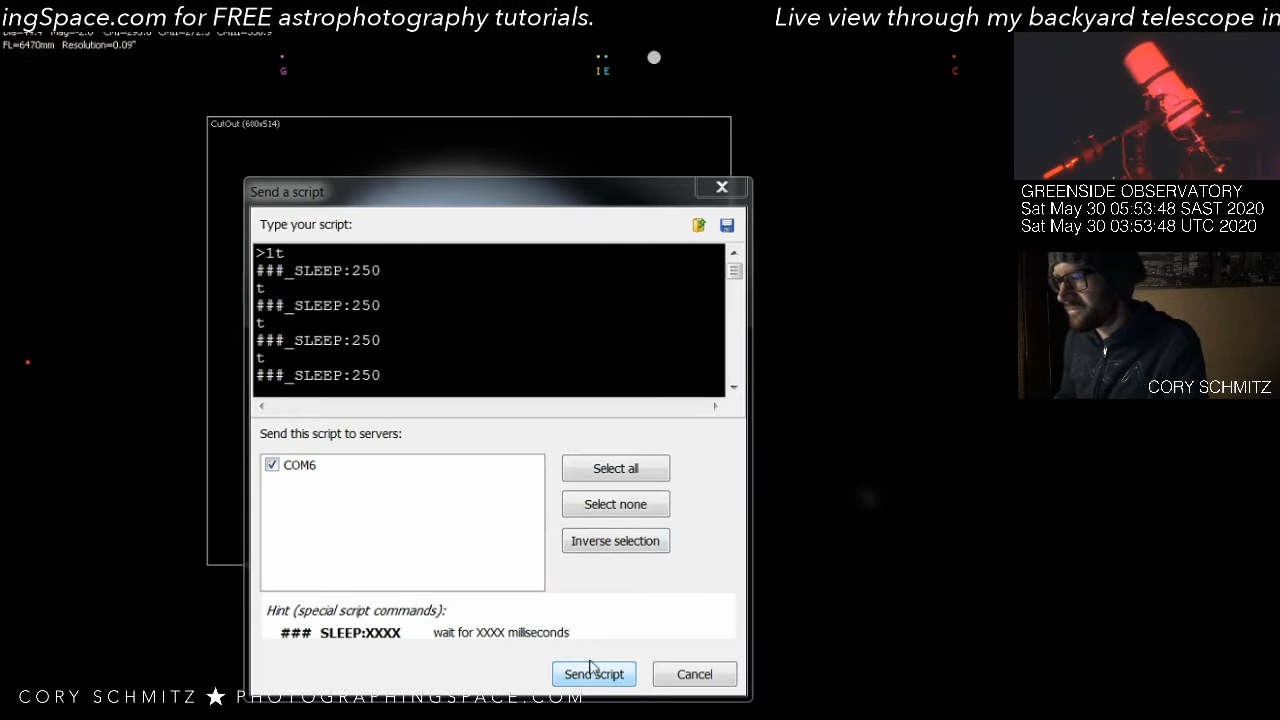 ingSpace.com for FREE astrophotography tutorials.
Live view through my backyard telescope in
FL=6470mm Resolution=0.09"
G
I E
C
CutOut (600x514)
GREENSIDE OBSERVATORY
Sat May 30 05:53:48 SAST 2020
Sat May 30 03:53:48 UTC 2020
CORY SCHMITZ
Send a script
Type your script:
>1t
###_SLEEP:250
t
###_SLEEP:250
t
###_SLEEP:250
t
###_SLEEP:250
Send this script to servers:
COM6
Select all
Select none
Inverse selection
Hint (special script commands):
### SLEEP:XXXX wait for XXXX miliseconds
Send script
Cancel
CORY SCHMITZ ★ PHOTOGRAPHINGSPACE.COM